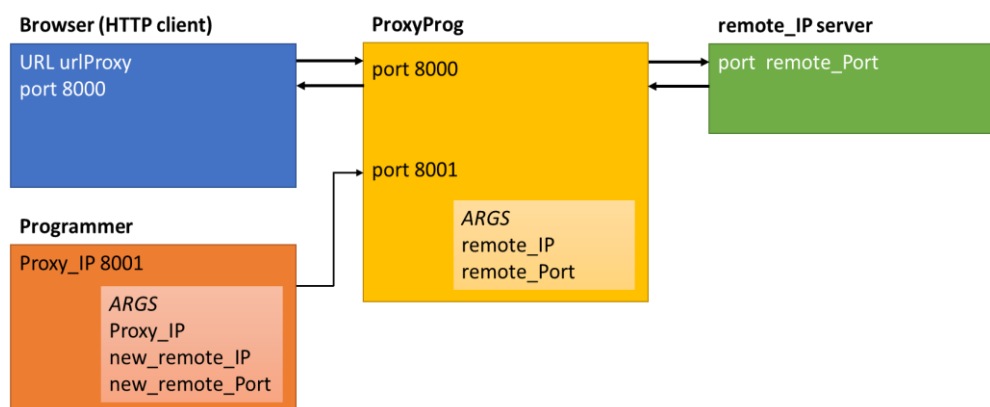 Browser (HTTP client)
URL urlProxy
port 8000
ProxyProg
port 8000
port 8001
ARGS
remote_IP
remote_Port
remote_IP server
port remote_Port
Programmer
Proxy_IP 8001
ARGS
Proxy_IP
new_remote_IP
new_remote_Port